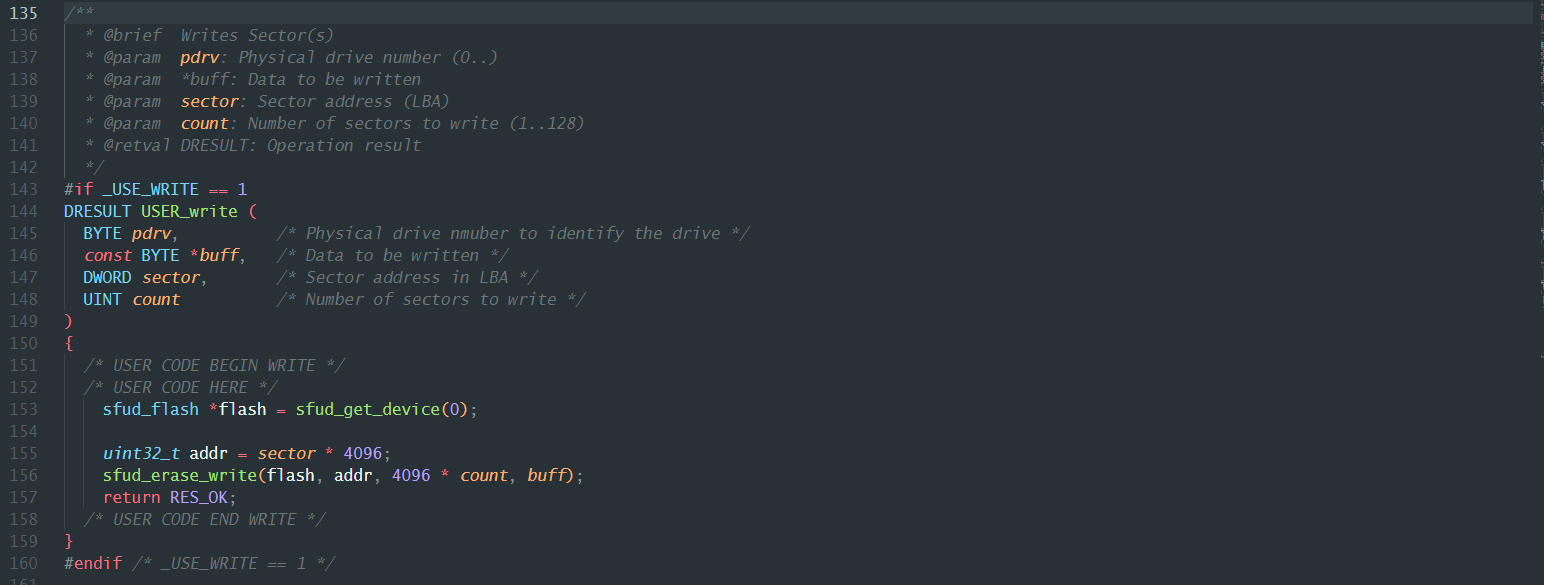 135 /**
136 * @brief  Writes Sector(s)
137 * @param  pdrv: Physical drive number (0..)
138 * @param  *buff: Data to be written
139 * @param  sector: Sector address (LBA)
140 * @param  count: Number of sectors to write (1..128)
141 * @retval DRESULT: Operation result
142 */
143 #if _USE_WRITE == 1
144 DRESULT USER_write (
145 BYTE pdrv,          /* Physical drive nmuber to identify the drive */
146 const BYTE *buff,   /* Data to be written */
147 DWORD sector,       /* Sector address in LBA */
148 UINT count          /* Number of sectors to write */
149 )
150 {
151 /* USER CODE BEGIN WRITE */
152 /* USER CODE HERE */
153 sfud_flash *flash = sfud_get_device(0);
154
155 uint32_t addr = sector * 4096;
156 sfud_erase_write(flash, addr, 4096 * count, buff);
157 return RES_OK;
158 /* USER CODE END WRITE */
159 }
160 #endif /* _USE_WRITE == 1 */
161